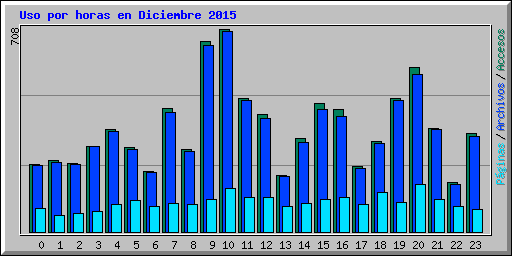 Uso por horas en Diciembre 2015
708
Páginas / Archivos / Accesos
0 1 2 3 4 5 6 7 8 9 10 11 12 13 14 15 16 17 18 19 20 21 22 23